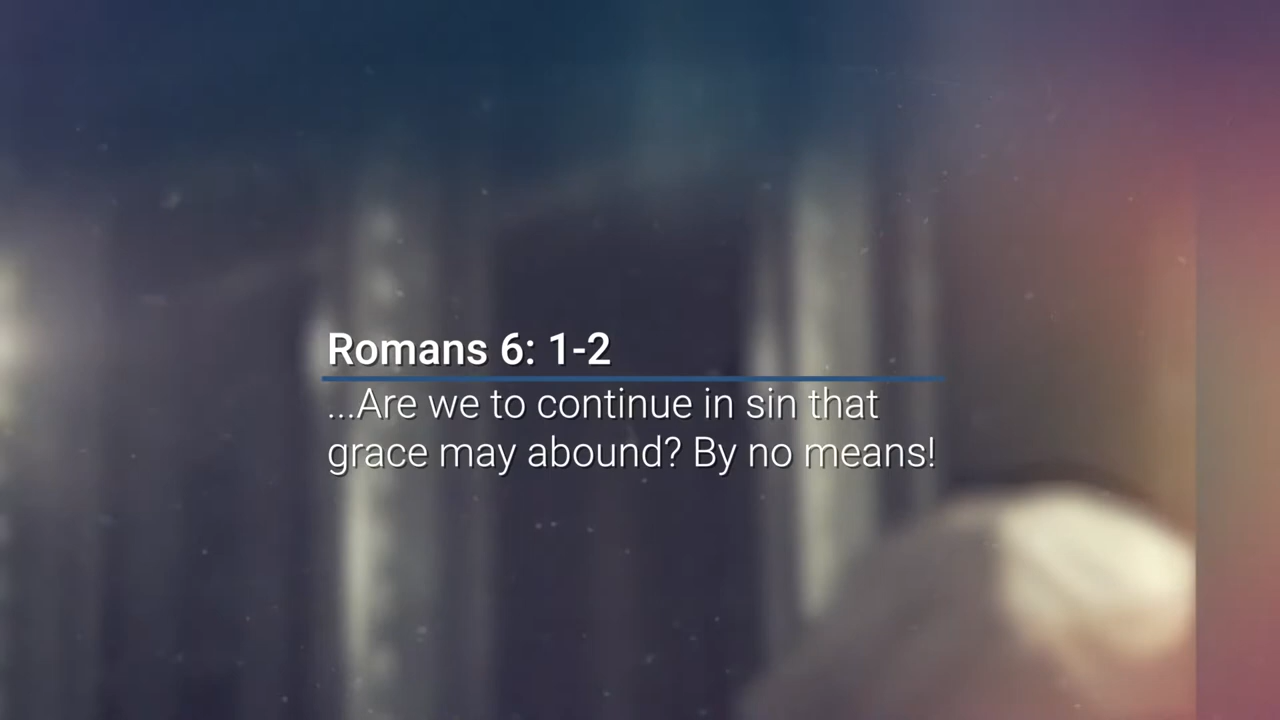 Romans 6: 1-2
...Are we to continue in sin that
grace may abound? By no means!